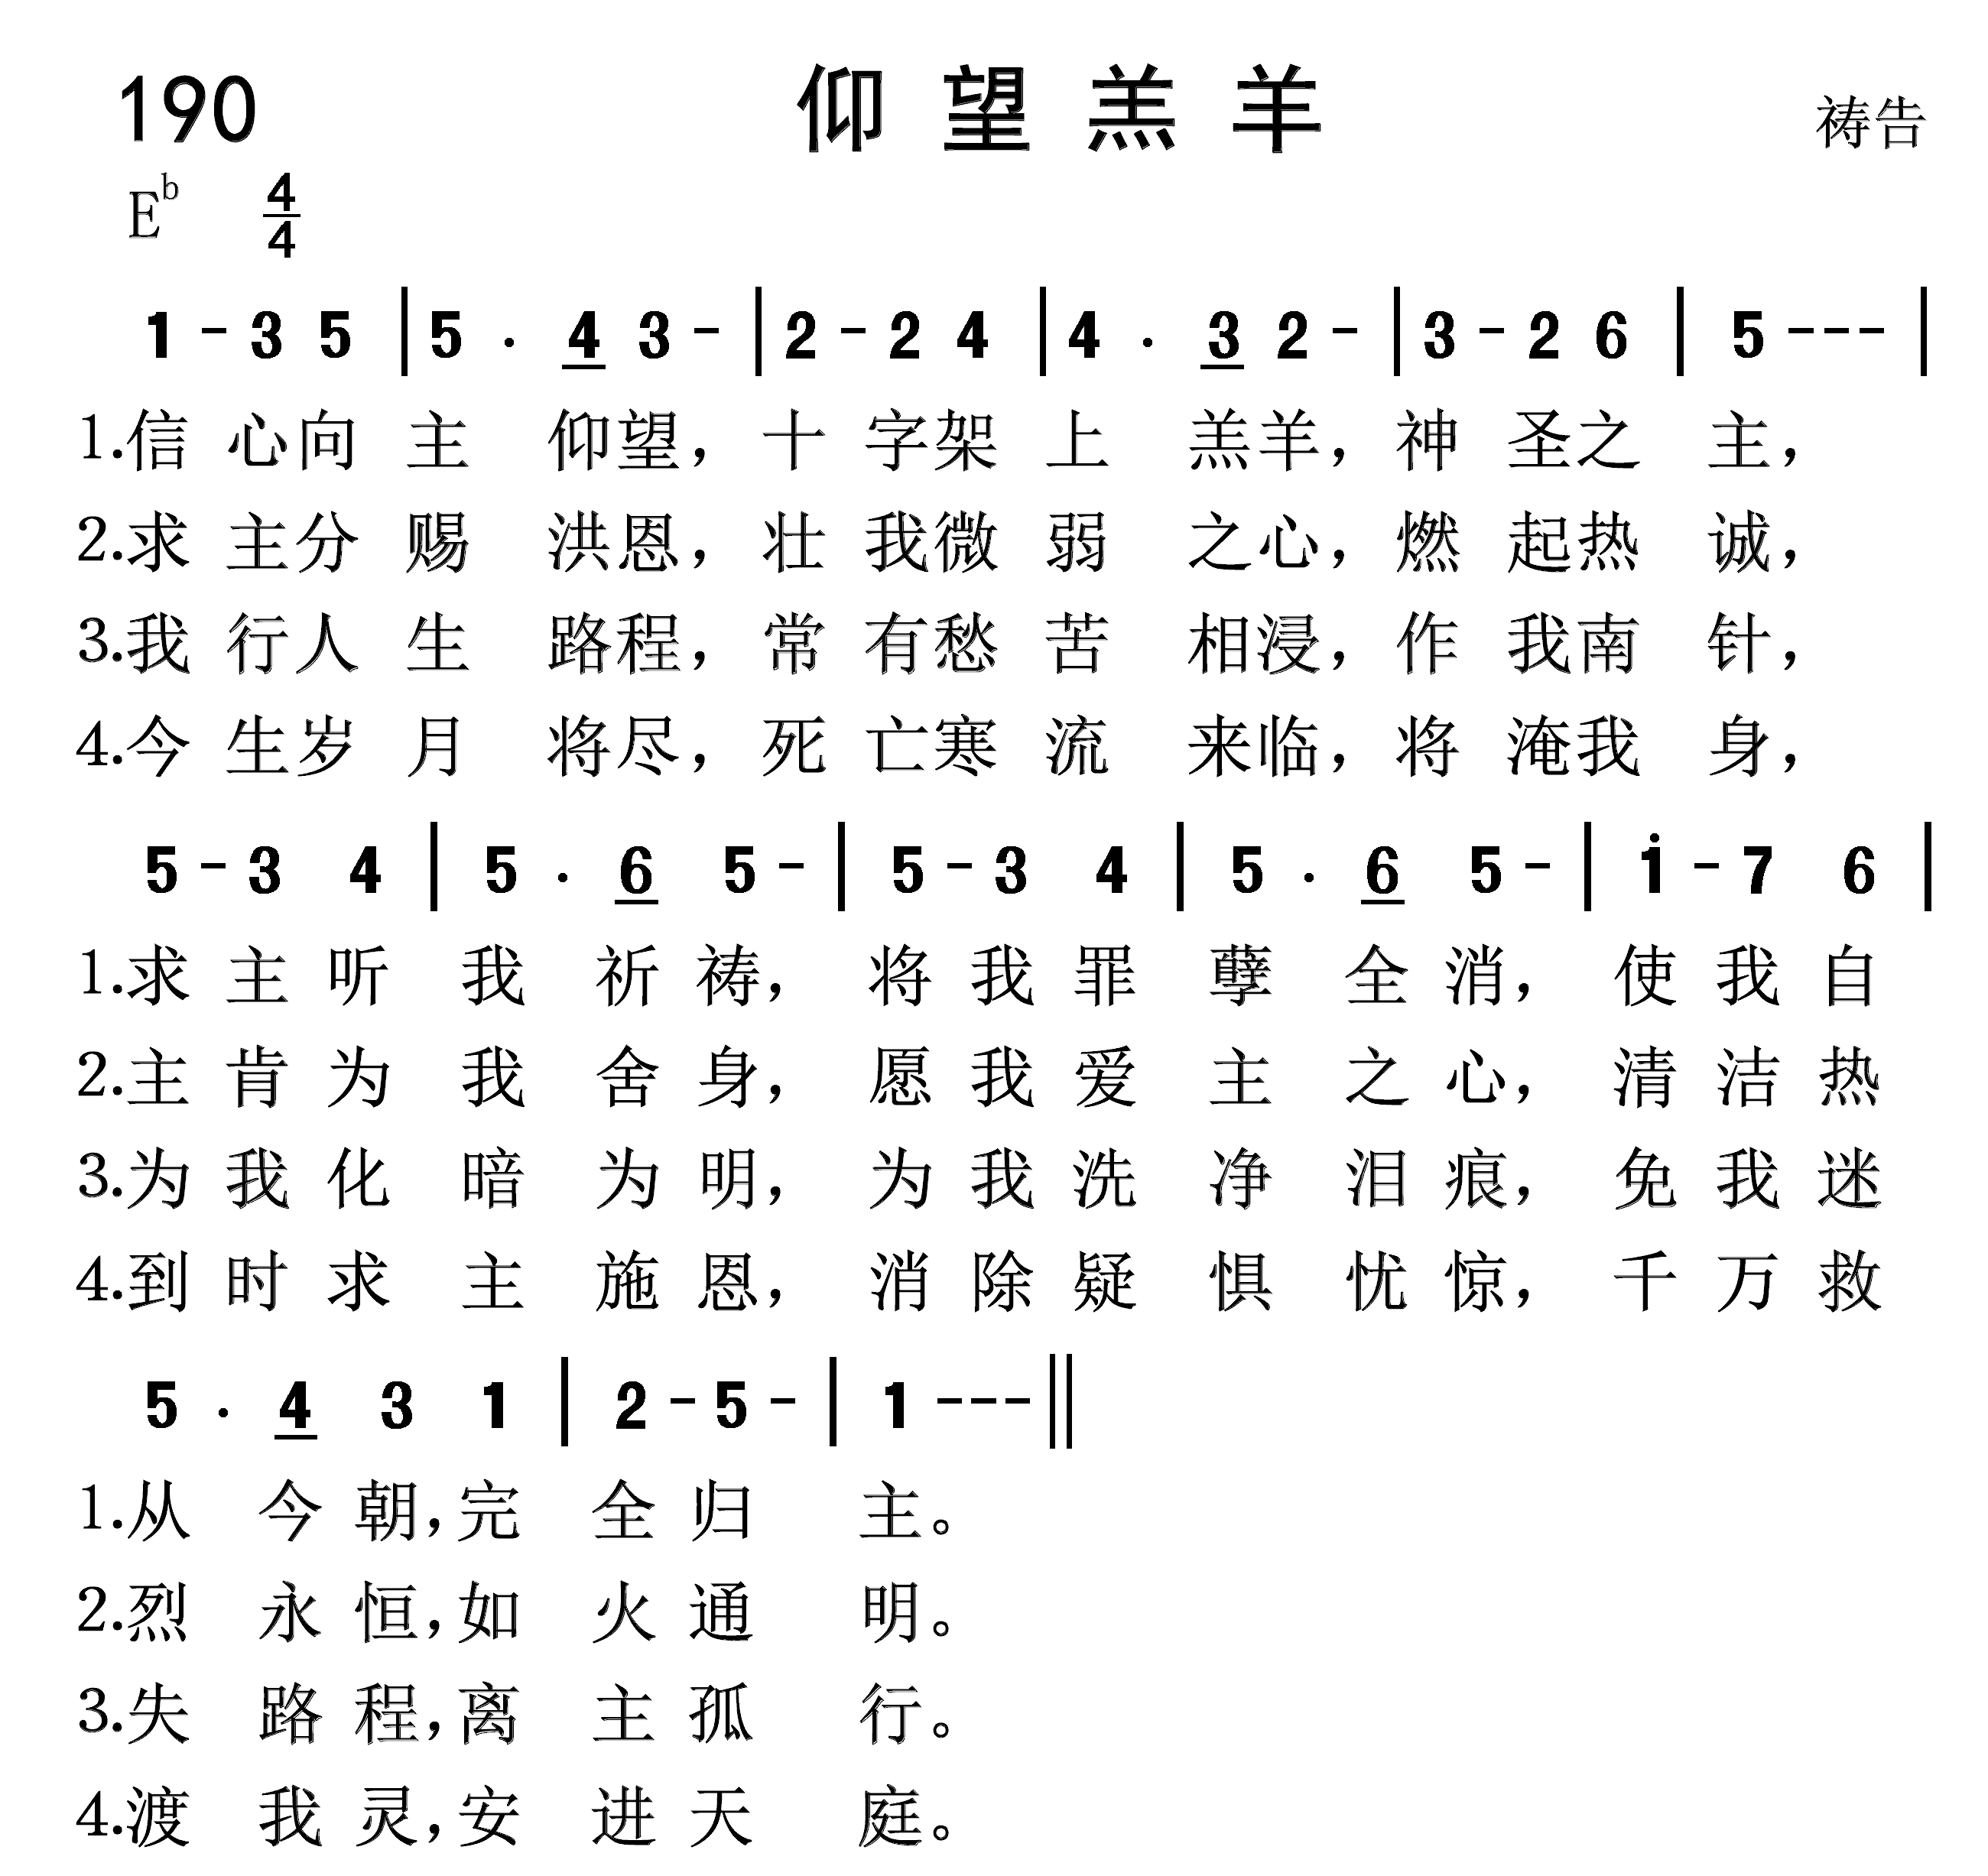 190 仰望羔羊 祷告
E♭ 4/4
1 - 3 5 | 5 . 4 3 - | 2 - 2 4 | 4 . 3 2 - | 3 - 2 6 | 5 - - - |
1.信心向主仰望，十字架上羔羊，神圣之主，
2.求主分赐洪恩，壮我微弱之心，燃起热诚，
3.我行人生路程，常有愁苦相浸，作我南针，
4.今生岁月将尽，死亡寒流来临，将淹我身，
5 - 3 4 | 5 . 6 5 - | 5 - 3 4 | 5 . 6 5 - | i - 7 6 |
1.求主听我祈祷，将我罪孽全消，使我自
2.主肯为我舍身，愿我爱主之心，清洁热
3.为我化暗为明，为我洗净泪痕，免我迷
4.到时求主施恩，消除疑惧忧惊，千万救
5 . 4 3 1 | 2 - 5 - | 1 - - - ||
1.从今朝，完全归主。
2.烈永恒，如火通明。
3.失路程，离主孤行。
4.渡我灵，安进天庭。